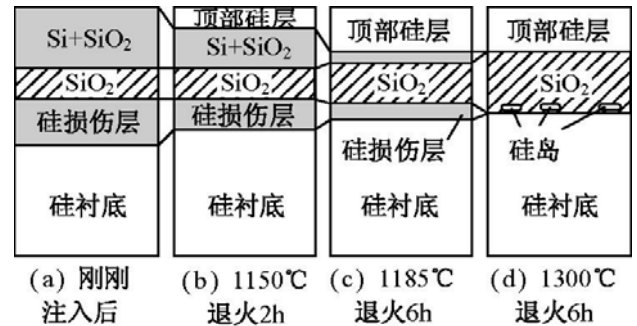 Si+SiO₂
SiO₂
硅损伤层
硅衬底
(a) 刚刚
注入后
顶部硅层
Si+SiO₂
SiO₂
硅损伤层
硅衬底
(b) 1150℃
退火2h
顶部硅层
SiO₂
硅损伤层
硅衬底
(c) 1185℃
退火6h
顶部硅层
SiO₂
硅岛
硅衬底
(d) 1300℃
退火6h